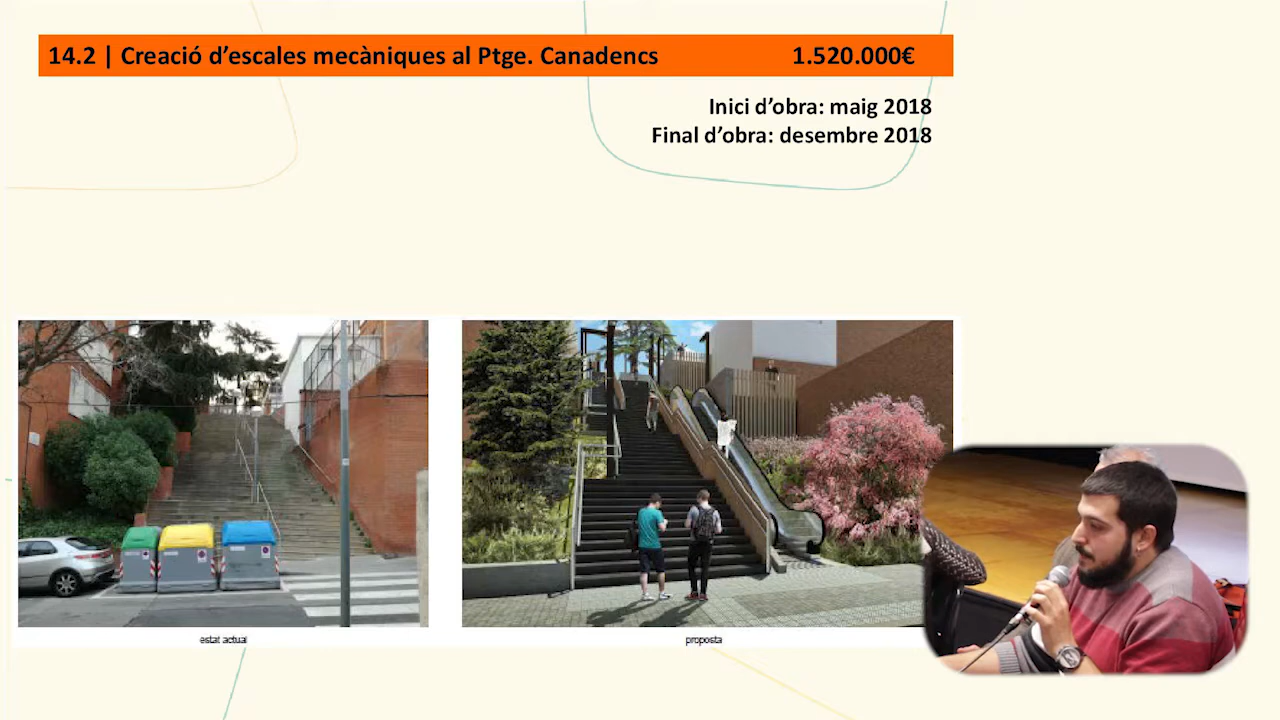 14.2 | Creació d'escales mecàniques al Ptge. Canadencs 1.520.000€
Inici d'obra: maig 2018
Final d'obra: desembre 2018
estat actual
proposta